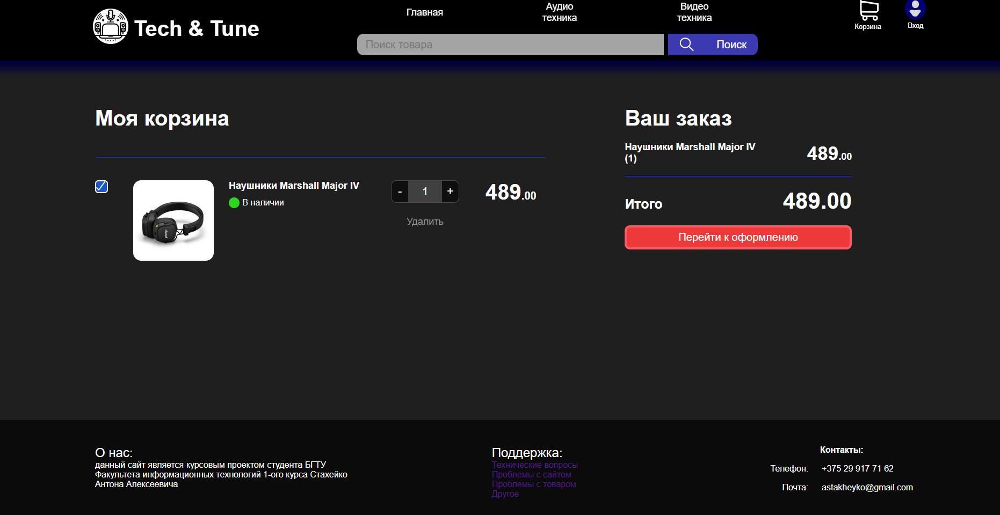 Tech & Tune
Главная
Аудио
техника
Видео
техника
Корзина
Вход
Поиск товара
Поиск
Моя корзина
Наушники Marshall Major IV
В наличии
- 1 +
Удалить
489.00
Ваш заказ
Наушники Marshall Major IV
(1)
489.00
Итого 489.00
Перейти к оформлению
О нас:
данный сайт является курсовым проектом студента БГТУ
Факультета информационных технологий 1-ого курса Стахейко
Антона Алексеевича
Поддержка:
Технические вопросы
Проблемы с сайтом
Проблемы с товаром
Другое
Контакты:
Телефон: +375 29 917 71 62
Почта: astakheyko@gmail.com